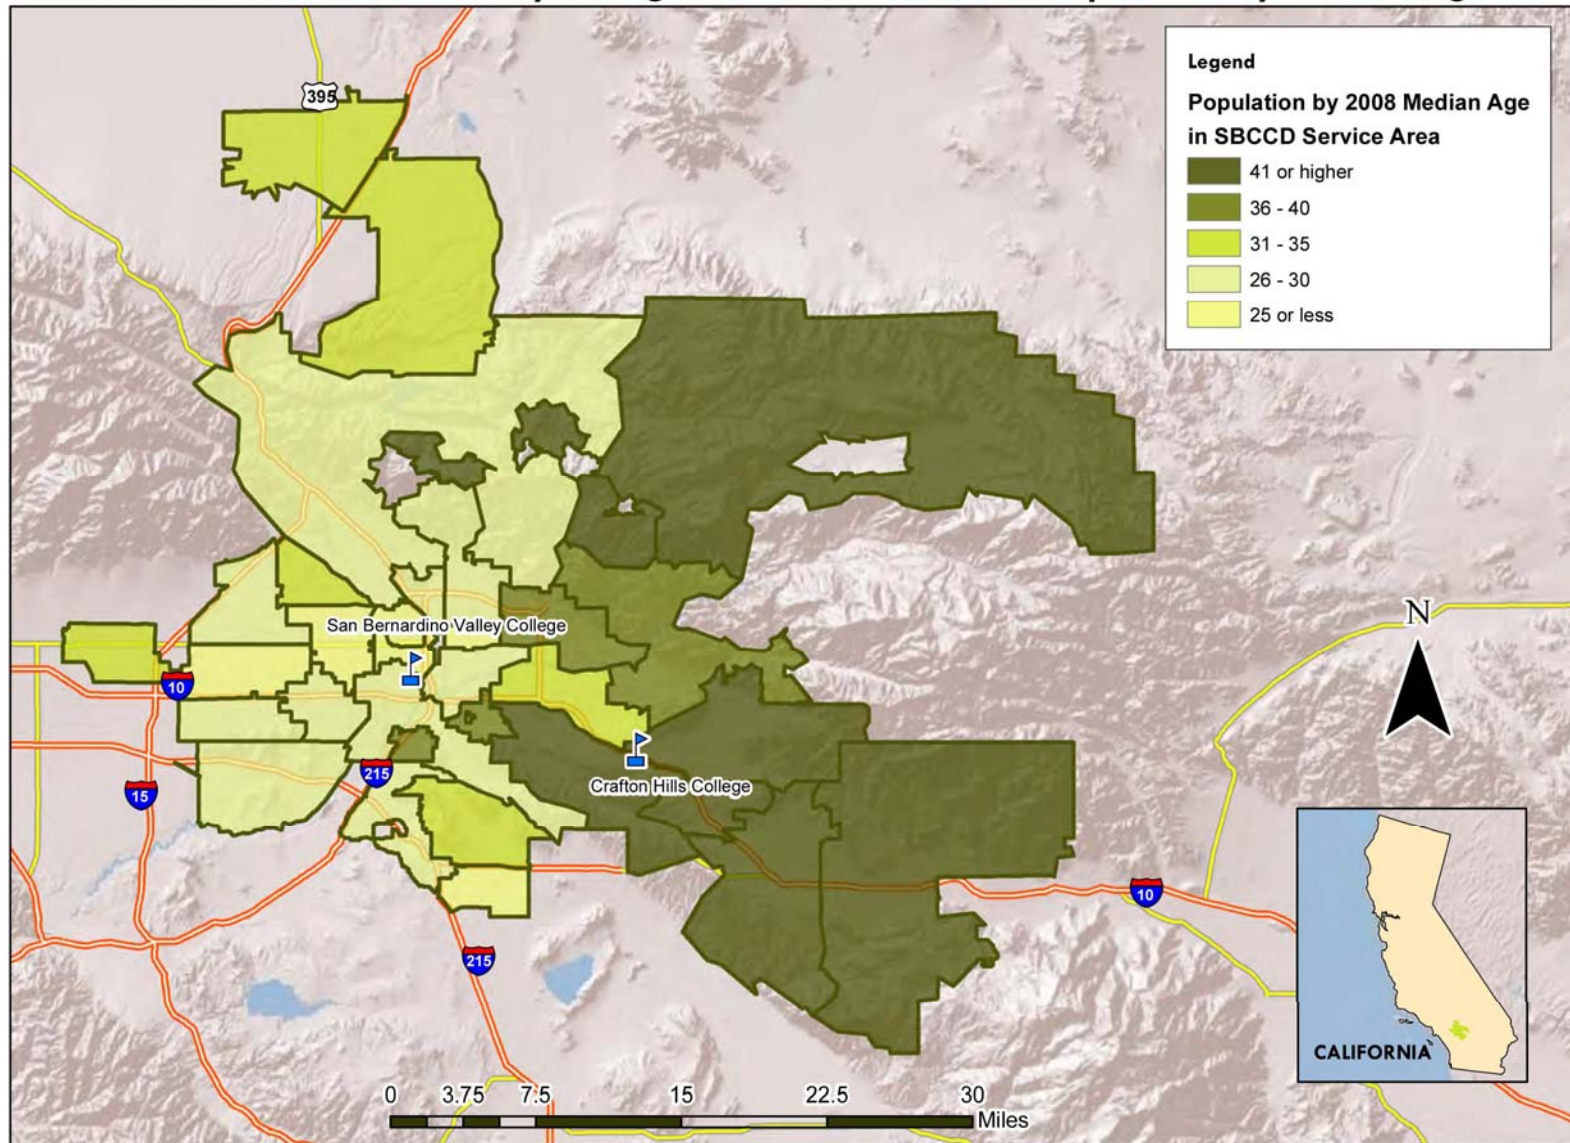 Legend
Population by 2008 Median Age
in SBCCD Service Area
41 or higher
36 - 40
31 - 35
26 - 30
25 or less
395
San Bernardino Valley College
10
215
15
Crafton Hills College
N
10
215
CALIFORNIA
0 3.75 7.5 15 22.5 30
Miles